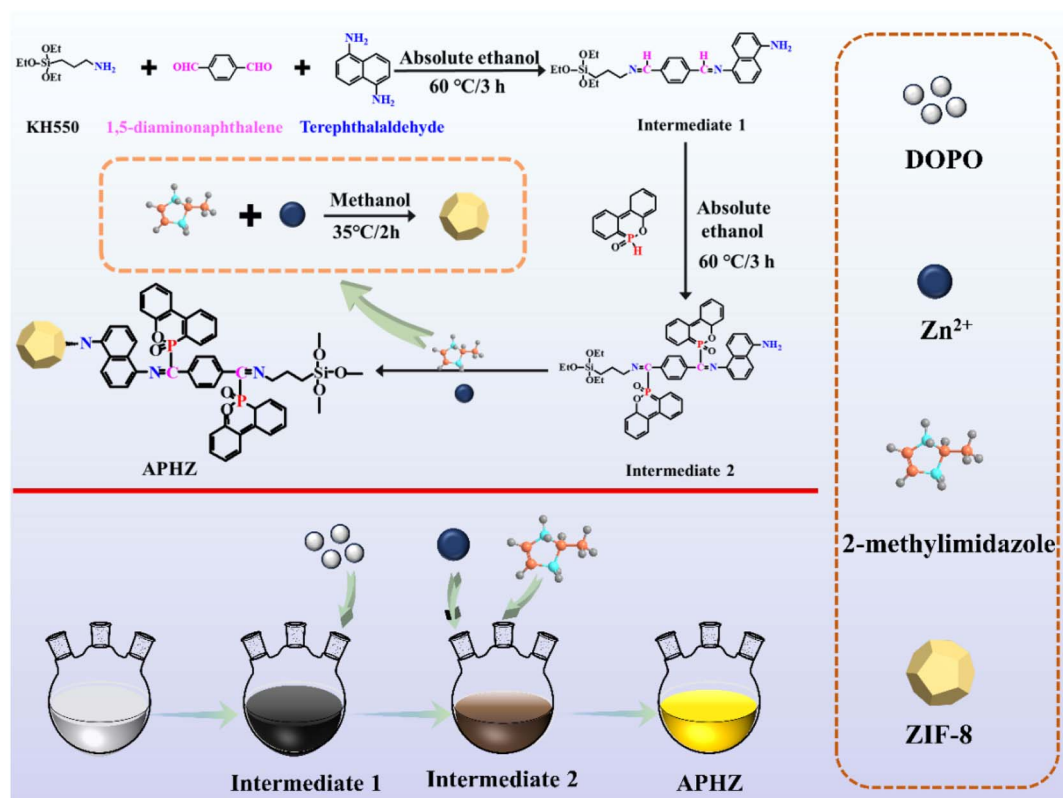 OEt
EtO-Si
OEt
NH₂
+
OHC
CHO
+
NH₂
NH₂
Absolute ethanol
60 °C/3 h
OEt
EtO-Si
OEt
N=C
H
H
C=N
NH₂
KH550
1,5-diaminonaphthalene
Terephthalaldehyde
Intermediate 1
+
Methanol
35°C/2h
O
O
P
H
Absolute
ethanol
60 °C/3 h
N
N=C
O
O
P
C=N
O
O
P
O
Si
O
O
APHZ
OEt
EtO-Si
OEt
N=C
O
P
O
C=N
NH₂
O
O
P
Intermediate 2
Intermediate 1
Intermediate 2
APHZ
DOPO
Zn²⁺
2-methylimidazole
ZIF-8